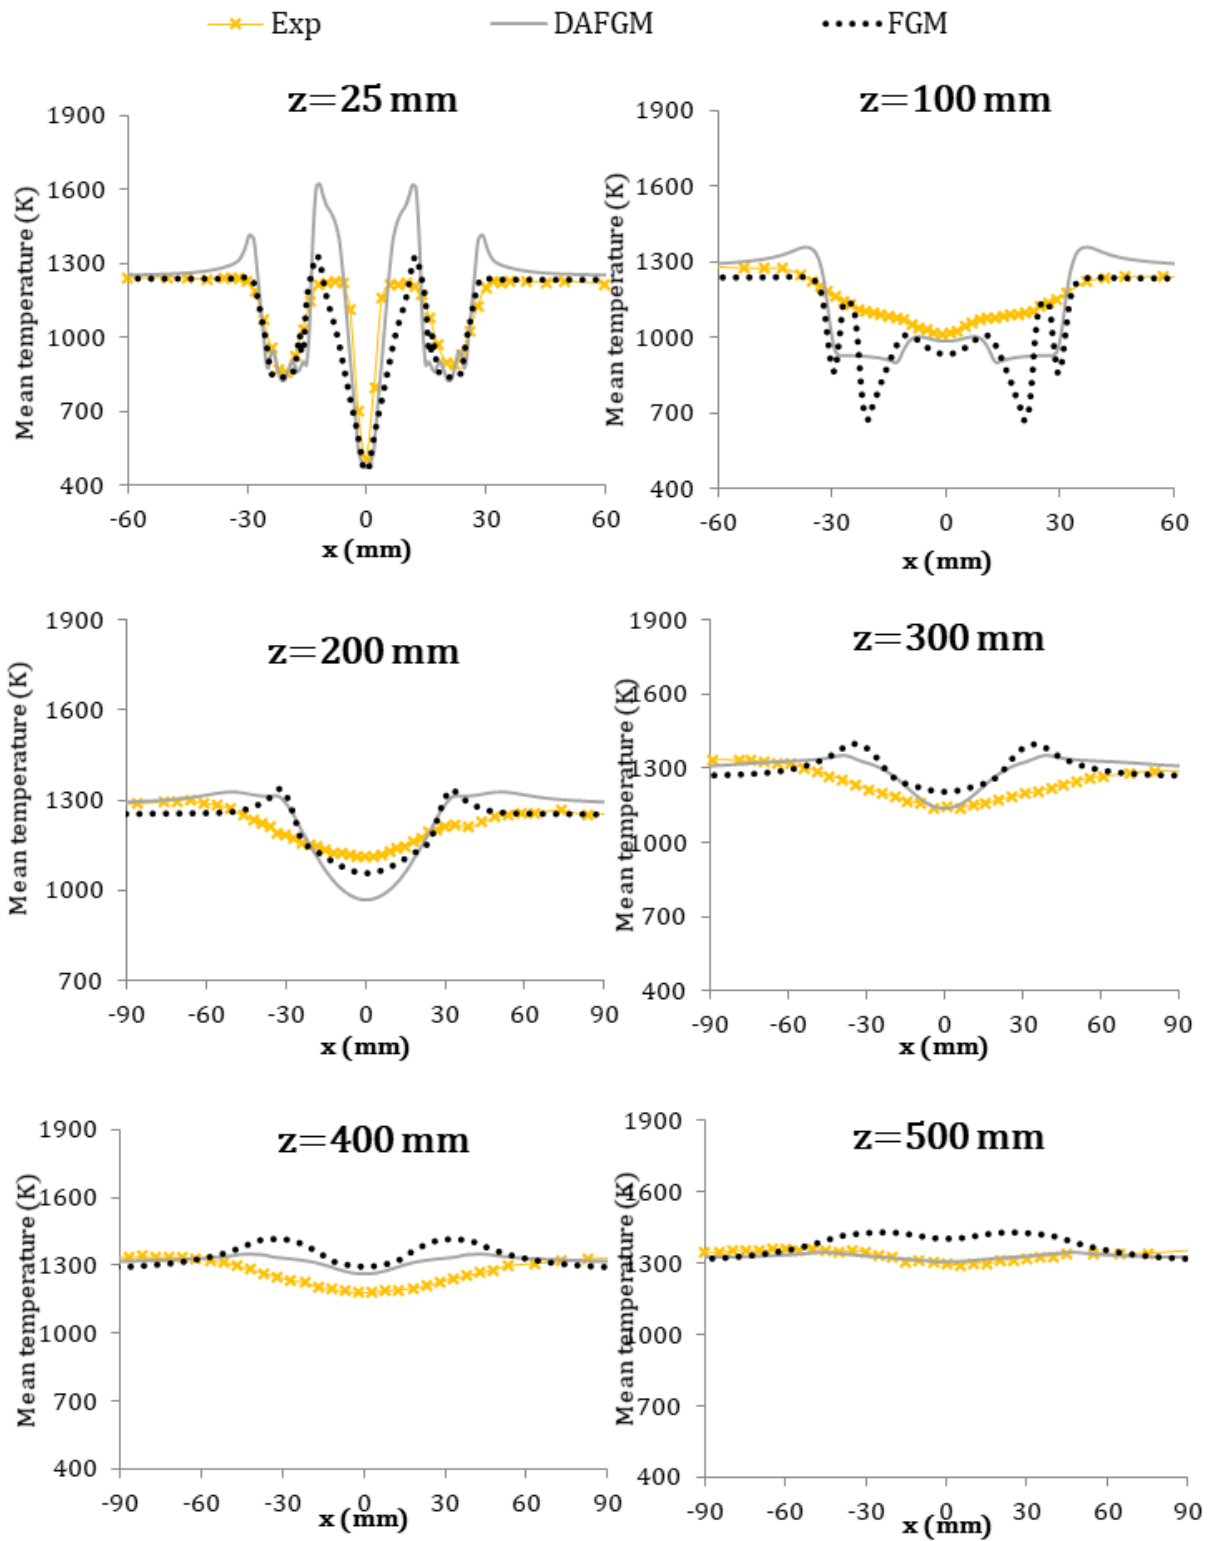 Exp DAFGM FGM
z=25 mm
Mean temperature (K)
1900
1600
1300
1000
700
400
-60 -30 0 30 60
x (mm)
z=100 mm
Mean temperature (K)
1900
1600
1300
1000
700
400
-60 -30 0 30 60
x (mm)
z=200 mm
Mean temperature (K)
1900
1600
1300
1000
700
-90 -60 -30 0 30 60 90
x (mm)
z=300 mm
Mean temperature (K)
1900
1600
1300
1000
700
400
-90 -60 -30 0 30 60 90
x (mm)
z=400 mm
Mean temperature (K)
1900
1600
1300
1000
700
400
-90 -60 -30 0 30 60 90
x (mm)
z=500 mm
Mean temperature (K)
1900
1600
1300
1000
700
400
-90 -60 -30 0 30 60 90
x (mm)